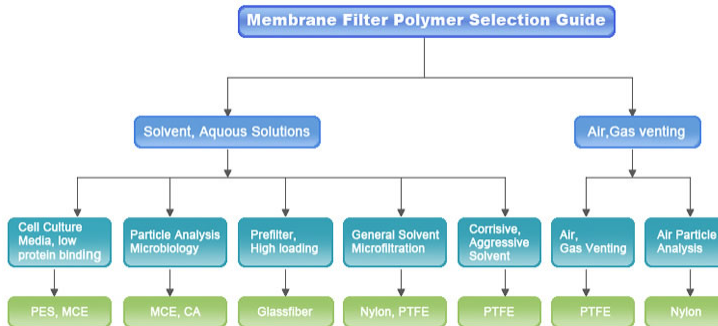 Membrane Filter Polymer Selection Guide
Solvent, Aquous Solutions
Air,Gas venting
Cell Culture
Media, low
protein binding
Particle Analysis
Microbiology
Prefilter,
High loading
General Solvent
Microfiltration
Corrisive,
Aggressive
Solvent
Air,
Gas Venting
Air Particle
Analysis
PES, MCE
MCE, CA
Glassfiber
Nylon, PTFE
PTFE
PTFE
Nylon